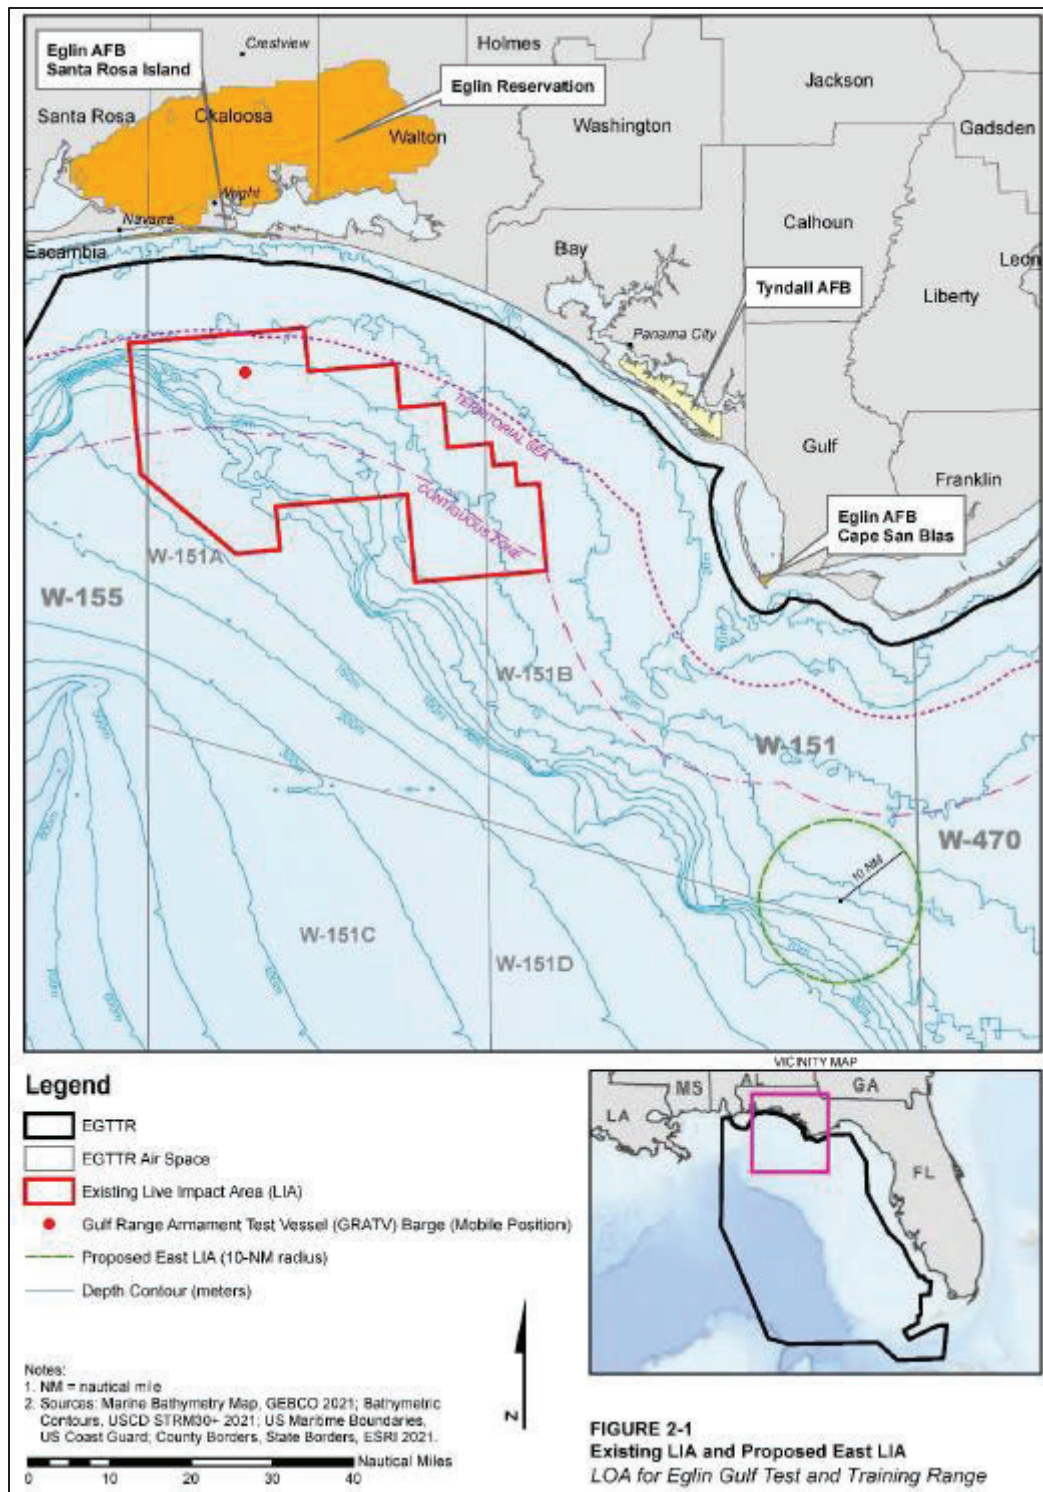 Eglin AFB
Santa Rosa Island
Crestview
Holmes
Jackson
Eglin Reservation
Santa Rosa
Okaloosa
Walton
Washington
Gadsden
Wright
Navarre
Calhoun
Escambia
Bay
Leon
Tyndall AFB
Liberty
Panama City
TERRITORIAL SEA
Gulf
Franklin
CONTIGUOUS ZONE
Eglin AFB
Cape San Blas
W-151A
W-155
W-151B
W-151
W-470
10 NM
W-151C
W-151D
VICINITY MAP
Legend
EGTTR
EGTTR Air Space
Existing Live Impact Area (LIA)
Gulf Range Armament Test Vessel (GRATV) Barge (Mobile Position)
Proposed East LIA (10-NM radius)
Depth Contour (meters)
MS
AL
GA
LA
FL
Notes:
1. NM = nautical mile
2. Sources: Marine Bathymetry Map, GEBCO 2021; Bathymetric
Contours, USCD STRM30+ 2021; US Maritime Boundaries,
US Coast Guard; County Borders, State Borders, ESRI 2021.
N
Nautical Miles
0 10 20 40
FIGURE 2-1
Existing LIA and Proposed East LIA
LOA for Eglin Gulf Test and Training Range